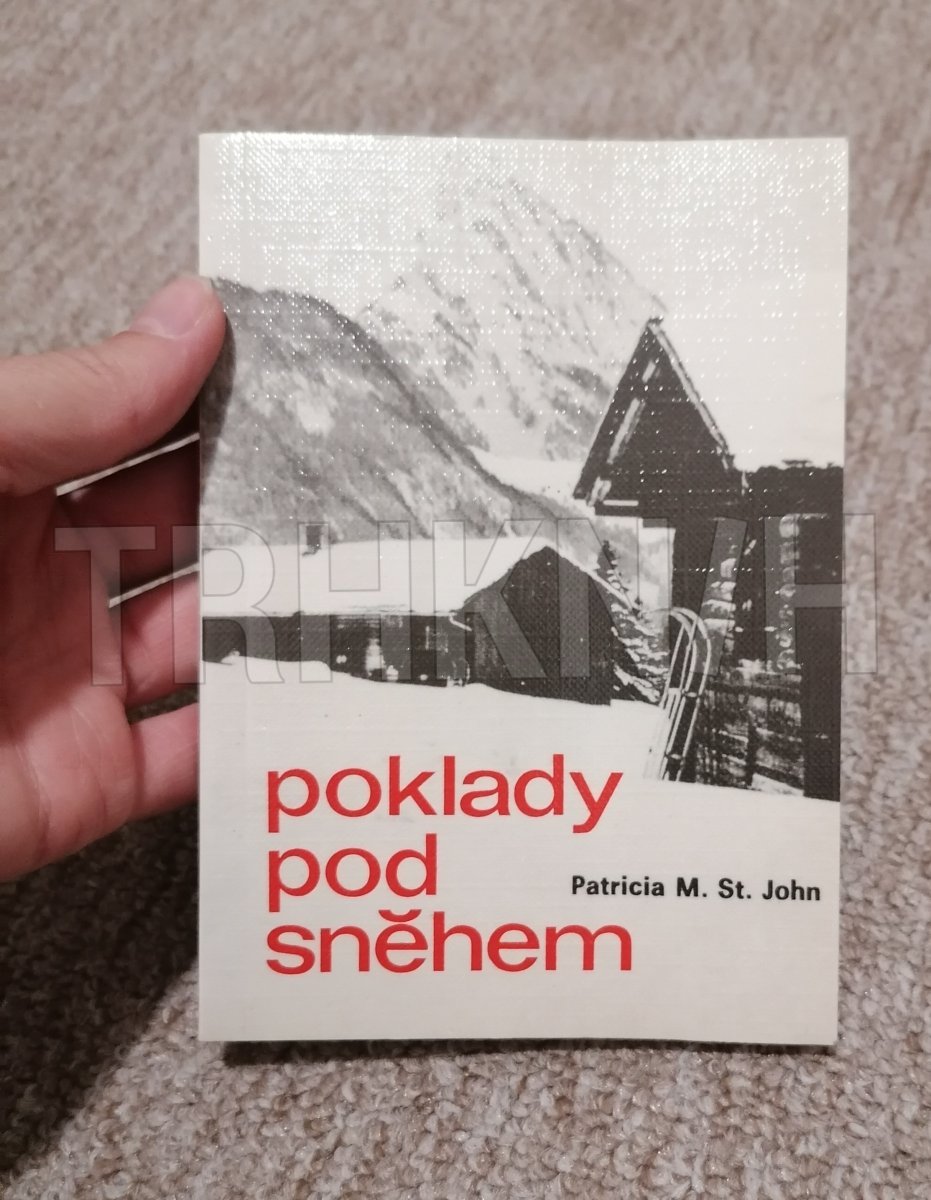 TRHKNIH
poklady
pod
sněhem
Patricia M. St. John